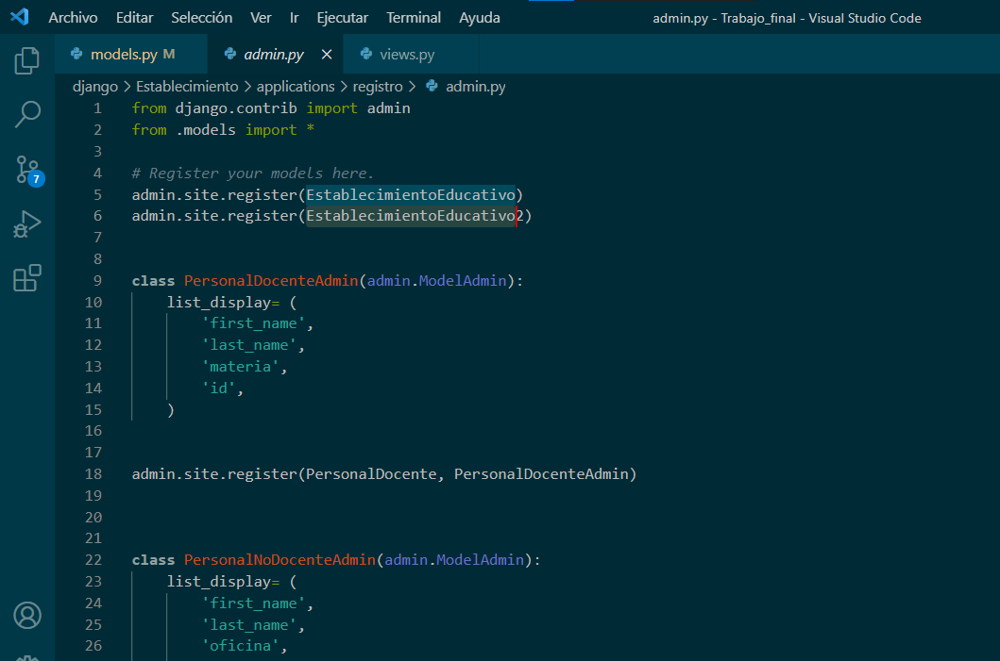 Archivo Editar Selección Ver Ir Ejecutar Terminal Ayuda admin.py - Trabajo_final - Visual Studio Code
models.py M admin.py views.py
django > Establecimiento > applications > registro > admin.py
1 from django.contrib import admin
2 from .models import *
3
4 # Register your models here.
5 admin.site.register(EstablecimientoEducativo)
6 admin.site.register(EstablecimientoEducativo2)
7
8
9 class PersonalDocenteAdmin(admin.ModelAdmin):
10 list_display= (
11 'first_name',
12 'last_name',
13 'materia',
14 'id',
15 )
16
17
18 admin.site.register(PersonalDocente, PersonalDocenteAdmin)
19
20
21
22 class PersonalNoDocenteAdmin(admin.ModelAdmin):
23 list_display= (
24 'first_name',
25 'last_name',
26 'oficina',
7